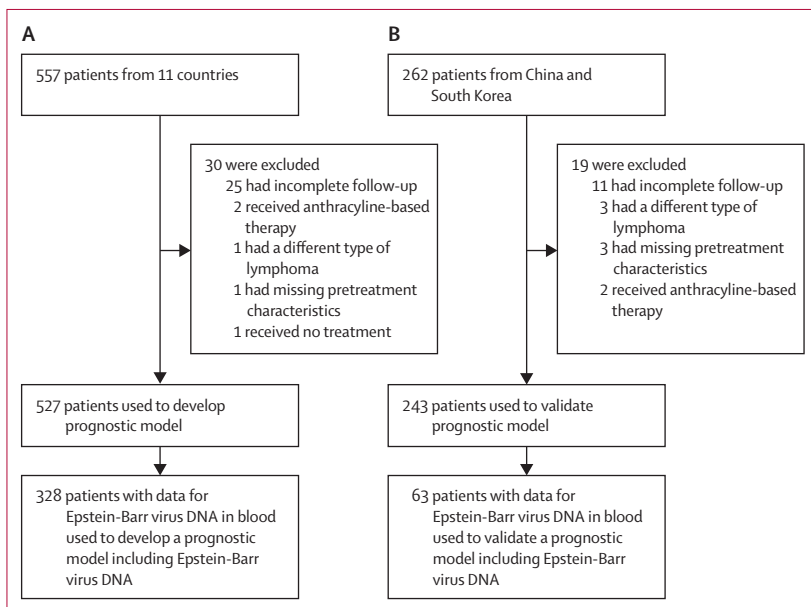 A
557 patients from 11 countries
30 were excluded
25 had incomplete follow-up
2 received anthracyline-based
therapy
1 had a different type of
lymphoma
1 had missing pretreatment
characteristics
1 received no treatment
527 patients used to develop
prognostic model
328 patients with data for
Epstein-Barr virus DNA in blood
used to develop a prognostic
model including Epstein-Barr
virus DNA
B
262 patients from China and
South Korea
19 were excluded
11 had incomplete follow-up
3 had a different type of
lymphoma
3 had missing pretreatment
characteristics
2 received anthracyline-based
therapy
243 patients used to validate
prognostic model
63 patients with data for
Epstein-Barr virus DNA in blood
used to validate a prognostic
model including Epstein-Barr
virus DNA